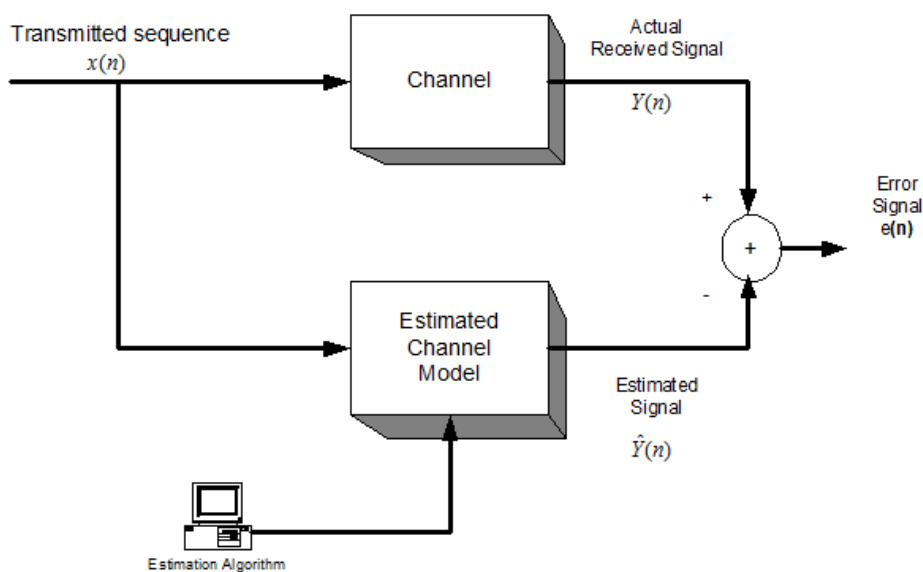 Transmitted sequence
x(n)
Channel
Actual
Received Signal
Y(n)
+
Error
Signal
e(n)
+
-
Estimated
Channel
Model
Estimated
Signal
Ŷ(n)
Estimation Algorithm